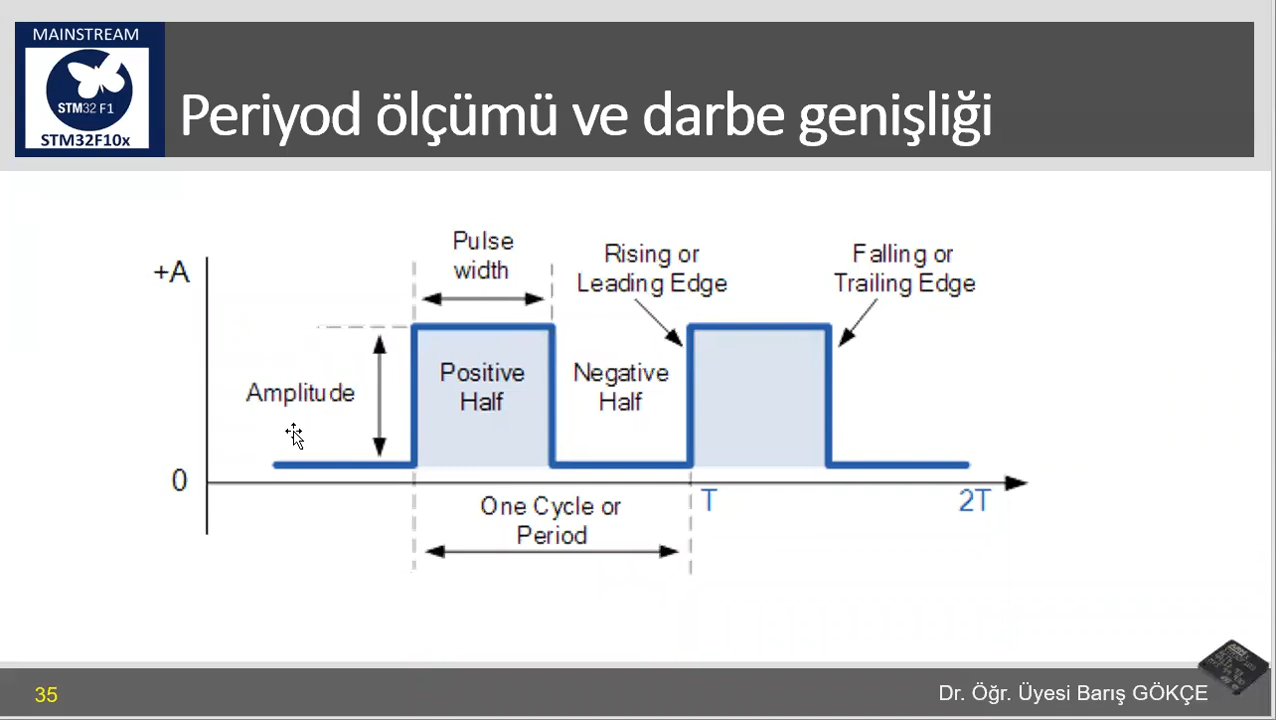 MAINSTREAM
STM32 F1
STM32F10x
Periyod ölçümü ve darbe genişliği
Pulse
width
Rising or
Leading Edge
Falling or
Trailing Edge
+A
Amplitude
Positive
Half
Negative
Half
0
One Cycle or
Period
T
2T
35
Dr. Öğr. Üyesi Barış GÖKÇE